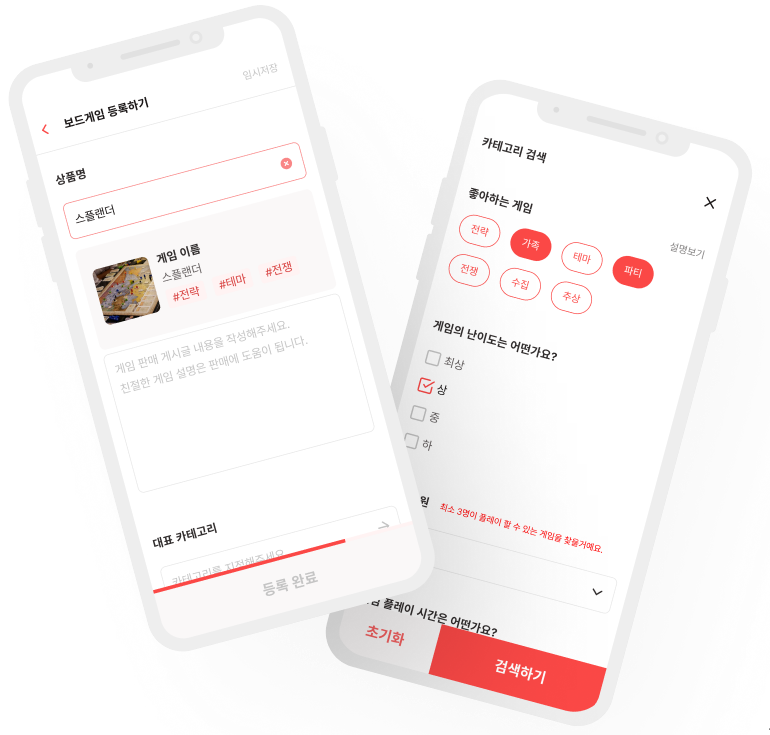 임시저장
보드게임 등록하기
상품명
스플랜더
게임 이름
스플랜더
#전략 #테마 #전쟁
게임 판매 게시글 내용을 작성해주세요.
친절한 게임 설명은 판매에 도움이 됩니다.
대표 카테고리
카테고리를 지정해주세요
등록 완료
카테고리 검색
좋아하는 게임
설명보기
전략 가족 테마 파티
전쟁 수집 추상
게임의 난이도는 어떤가요?
최상
상
중
하
원 최소 3명이 플레이 할 수 있는 게임을 찾을거에요.
플레이 시간은 어떤가요?
초기화
검색하기